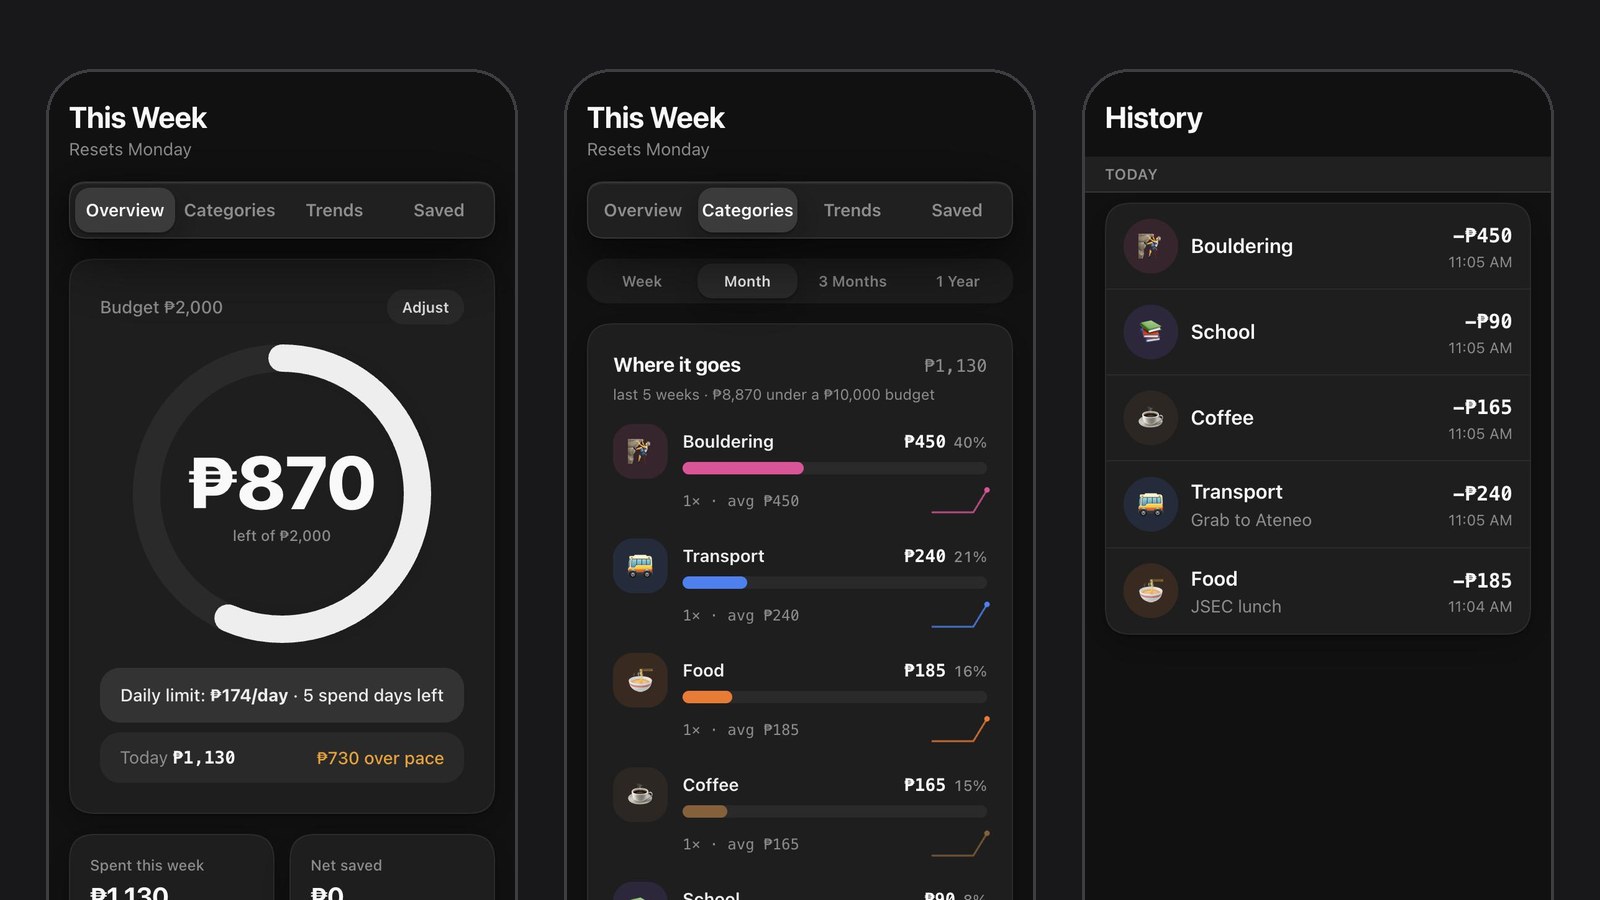 This Week
Resets Monday
Overview Categories Trends Saved
Budget ₱2,000
Adjust
₱870
left of ₱2,000
Daily limit: ₱174/day · 5 spend days left
Today ₱1,130 ₱730 over pace
Spent this week
₱1,130
Net saved
₱0
This Week
Resets Monday
Overview Categories Trends Saved
Week Month 3 Months 1 Year
Where it goes ₱1,130
last 5 weeks · ₱8,870 under a ₱10,000 budget
Bouldering ₱450 40%
1× · avg ₱450
Transport ₱240 21%
1× · avg ₱240
Food ₱185 16%
1× · avg ₱185
Coffee ₱165 15%
1× · avg ₱165
School ₱90 8%
History
TODAY
Bouldering −₱450
11:05 AM
School −₱90
11:05 AM
Coffee −₱165
11:05 AM
Transport −₱240
Grab to Ateneo 11:05 AM
Food −₱185
JSEC lunch 11:04 AM